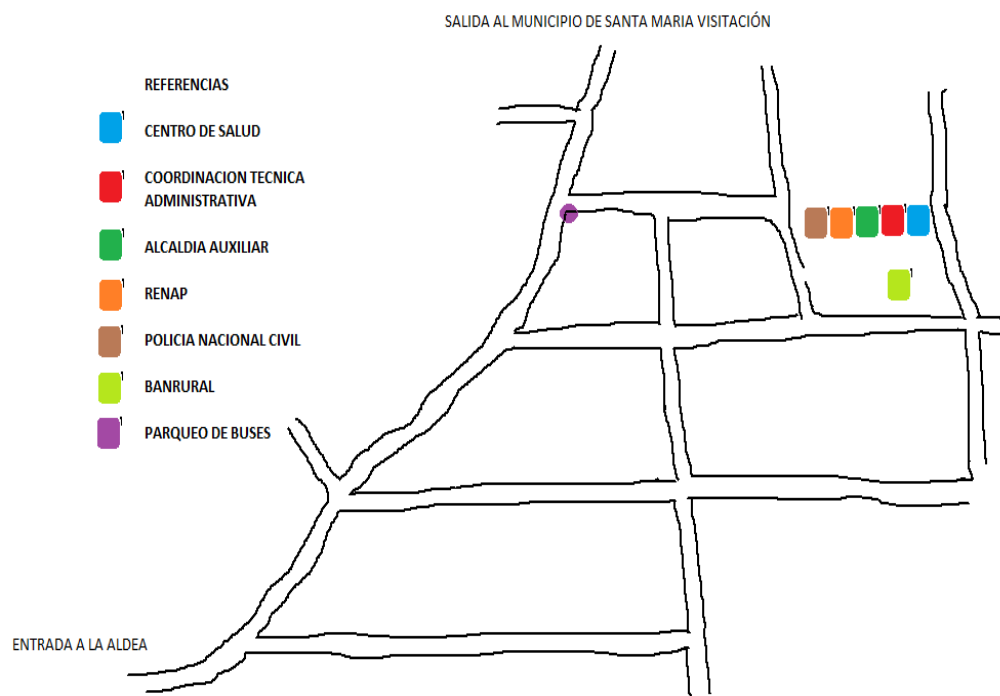 SALIDA AL MUNICIPIO DE SANTA MARIA VISITACIÓN
REFERENCIAS
CENTRO DE SALUD
COORDINACION TECNICA
ADMINISTRATIVA
ALCALDIA AUXILIAR
RENAP
POLICIA NACIONAL CIVIL
BANRURAL
PARQUEO DE BUSES
ENTRADA A LA ALDEA